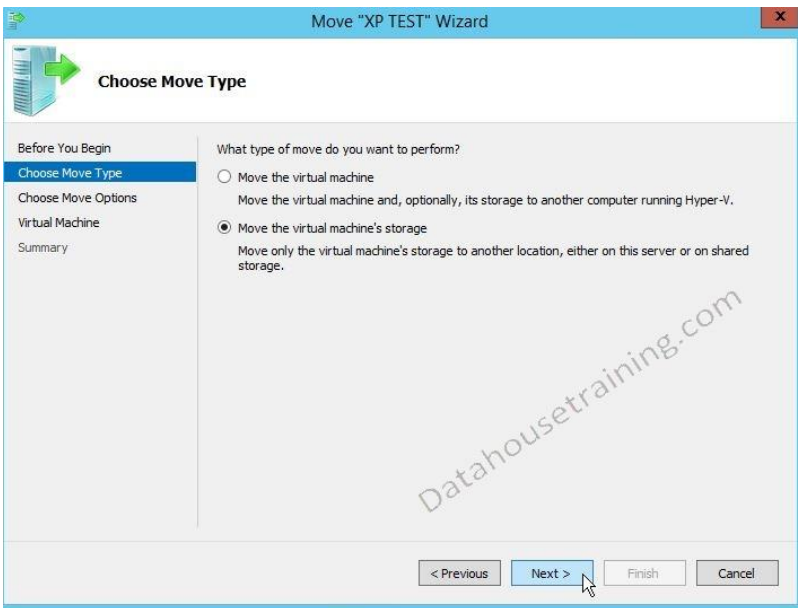 Move "XP TEST" Wizard
x
Choose Move Type
Before You Begin
Choose Move Type
Choose Move Options
Virtual Machine
Summary
What type of move do you want to perform?
Move the virtual machine
Move the virtual machine and, optionally, its storage to another computer running Hyper-V.
Move the virtual machine's storage
Move only the virtual machine's storage to another location, either on this server or on shared
storage.
Datahousetraining.com
< Previous
Next >
Finish
Cancel